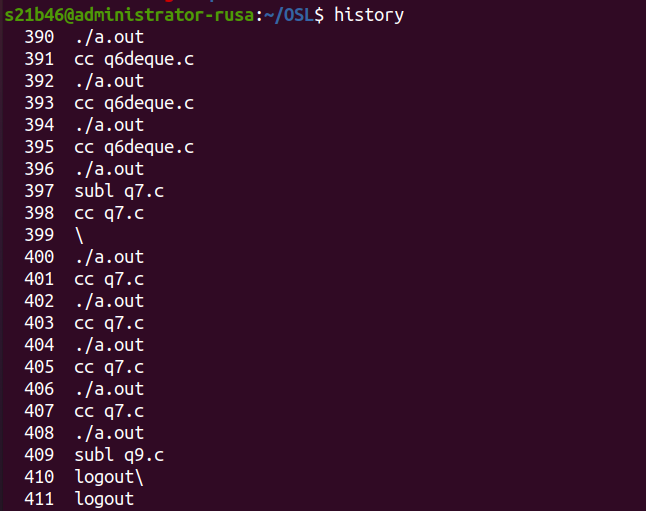 s21b46@administrator-rusa:~/OSL$ history
390 ./a.out
391 cc q6deque.c
392 ./a.out
393 cc q6deque.c
394 ./a.out
395 cc q6deque.c
396 ./a.out
397 subl q7.c
398 cc q7.c
399 \
400 ./a.out
401 cc q7.c
402 ./a.out
403 cc q7.c
404 ./a.out
405 cc q7.c
406 ./a.out
407 cc q7.c
408 ./a.out
409 subl q9.c
410 logout\
411 logout